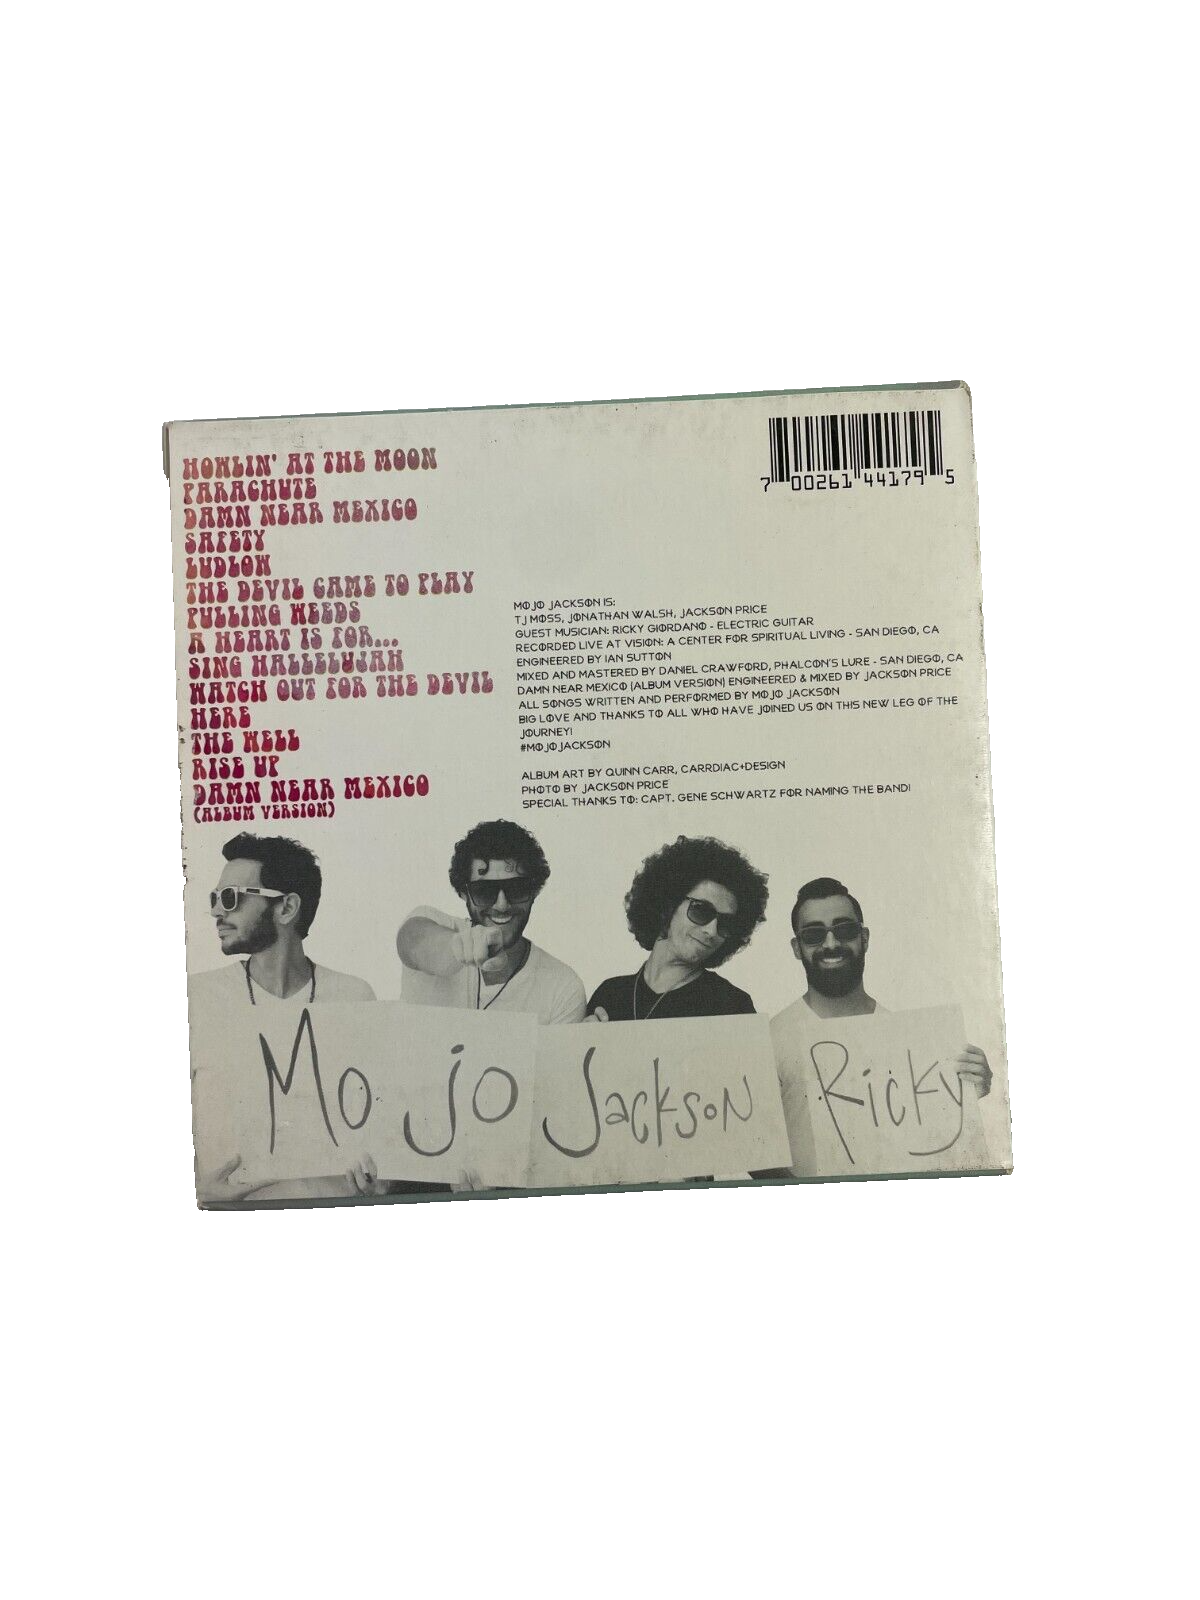 HOWLIN' AT THE MOON
PARACHUTE
DAMN NEAR MEXICO
SAFETY
LUDLOW
THE DEVIL CAME TO PLAY
PULLING WEEDS
A HEART IS FOR...
SING HALLELUJAH
WATCH OUT FOR THE DEVIL
HERE
THE WELL
RISE UP
DAMN NEAR MEXICO
(ALBUM VERSION)
7 00261 44179 5
MOJO JACKSON IS:
TJ MOSS, JONATHAN WALSH, JACKSON PRICE
GUEST MUSICIAN: RICKY GIORDANO - ELECTRIC GUITAR
RECORDED LIVE AT VISION: A CENTER FOR SPIRITUAL LIVING - SAN DIEGO, CA
ENGINEERED BY IAN SUTTON
MIXED AND MASTERED BY DANIEL CRAWFORD, PHALCON'S LURE - SAN DIEGO, CA
DAMN NEAR MEXICO (ALBUM VERSION) ENGINEERED & MIXED BY JACKSON PRICE
ALL SONGS WRITTEN AND PERFORMED BY MOJO JACKSON
BIG LOVE AND THANKS TO ALL WHO HAVE JOINED US ON THIS NEW LEG OF THE
JOURNEY!
#MOJOJACKSON
ALBUM ART BY QUINN CARR, CARRDIAC+DESIGN
PHOTO BY JACKSON PRICE
SPECIAL THANKS TO: CAPT. GENE SCHWARTZ FOR NAMING THE BAND!
Mo jo Jackson Ricky